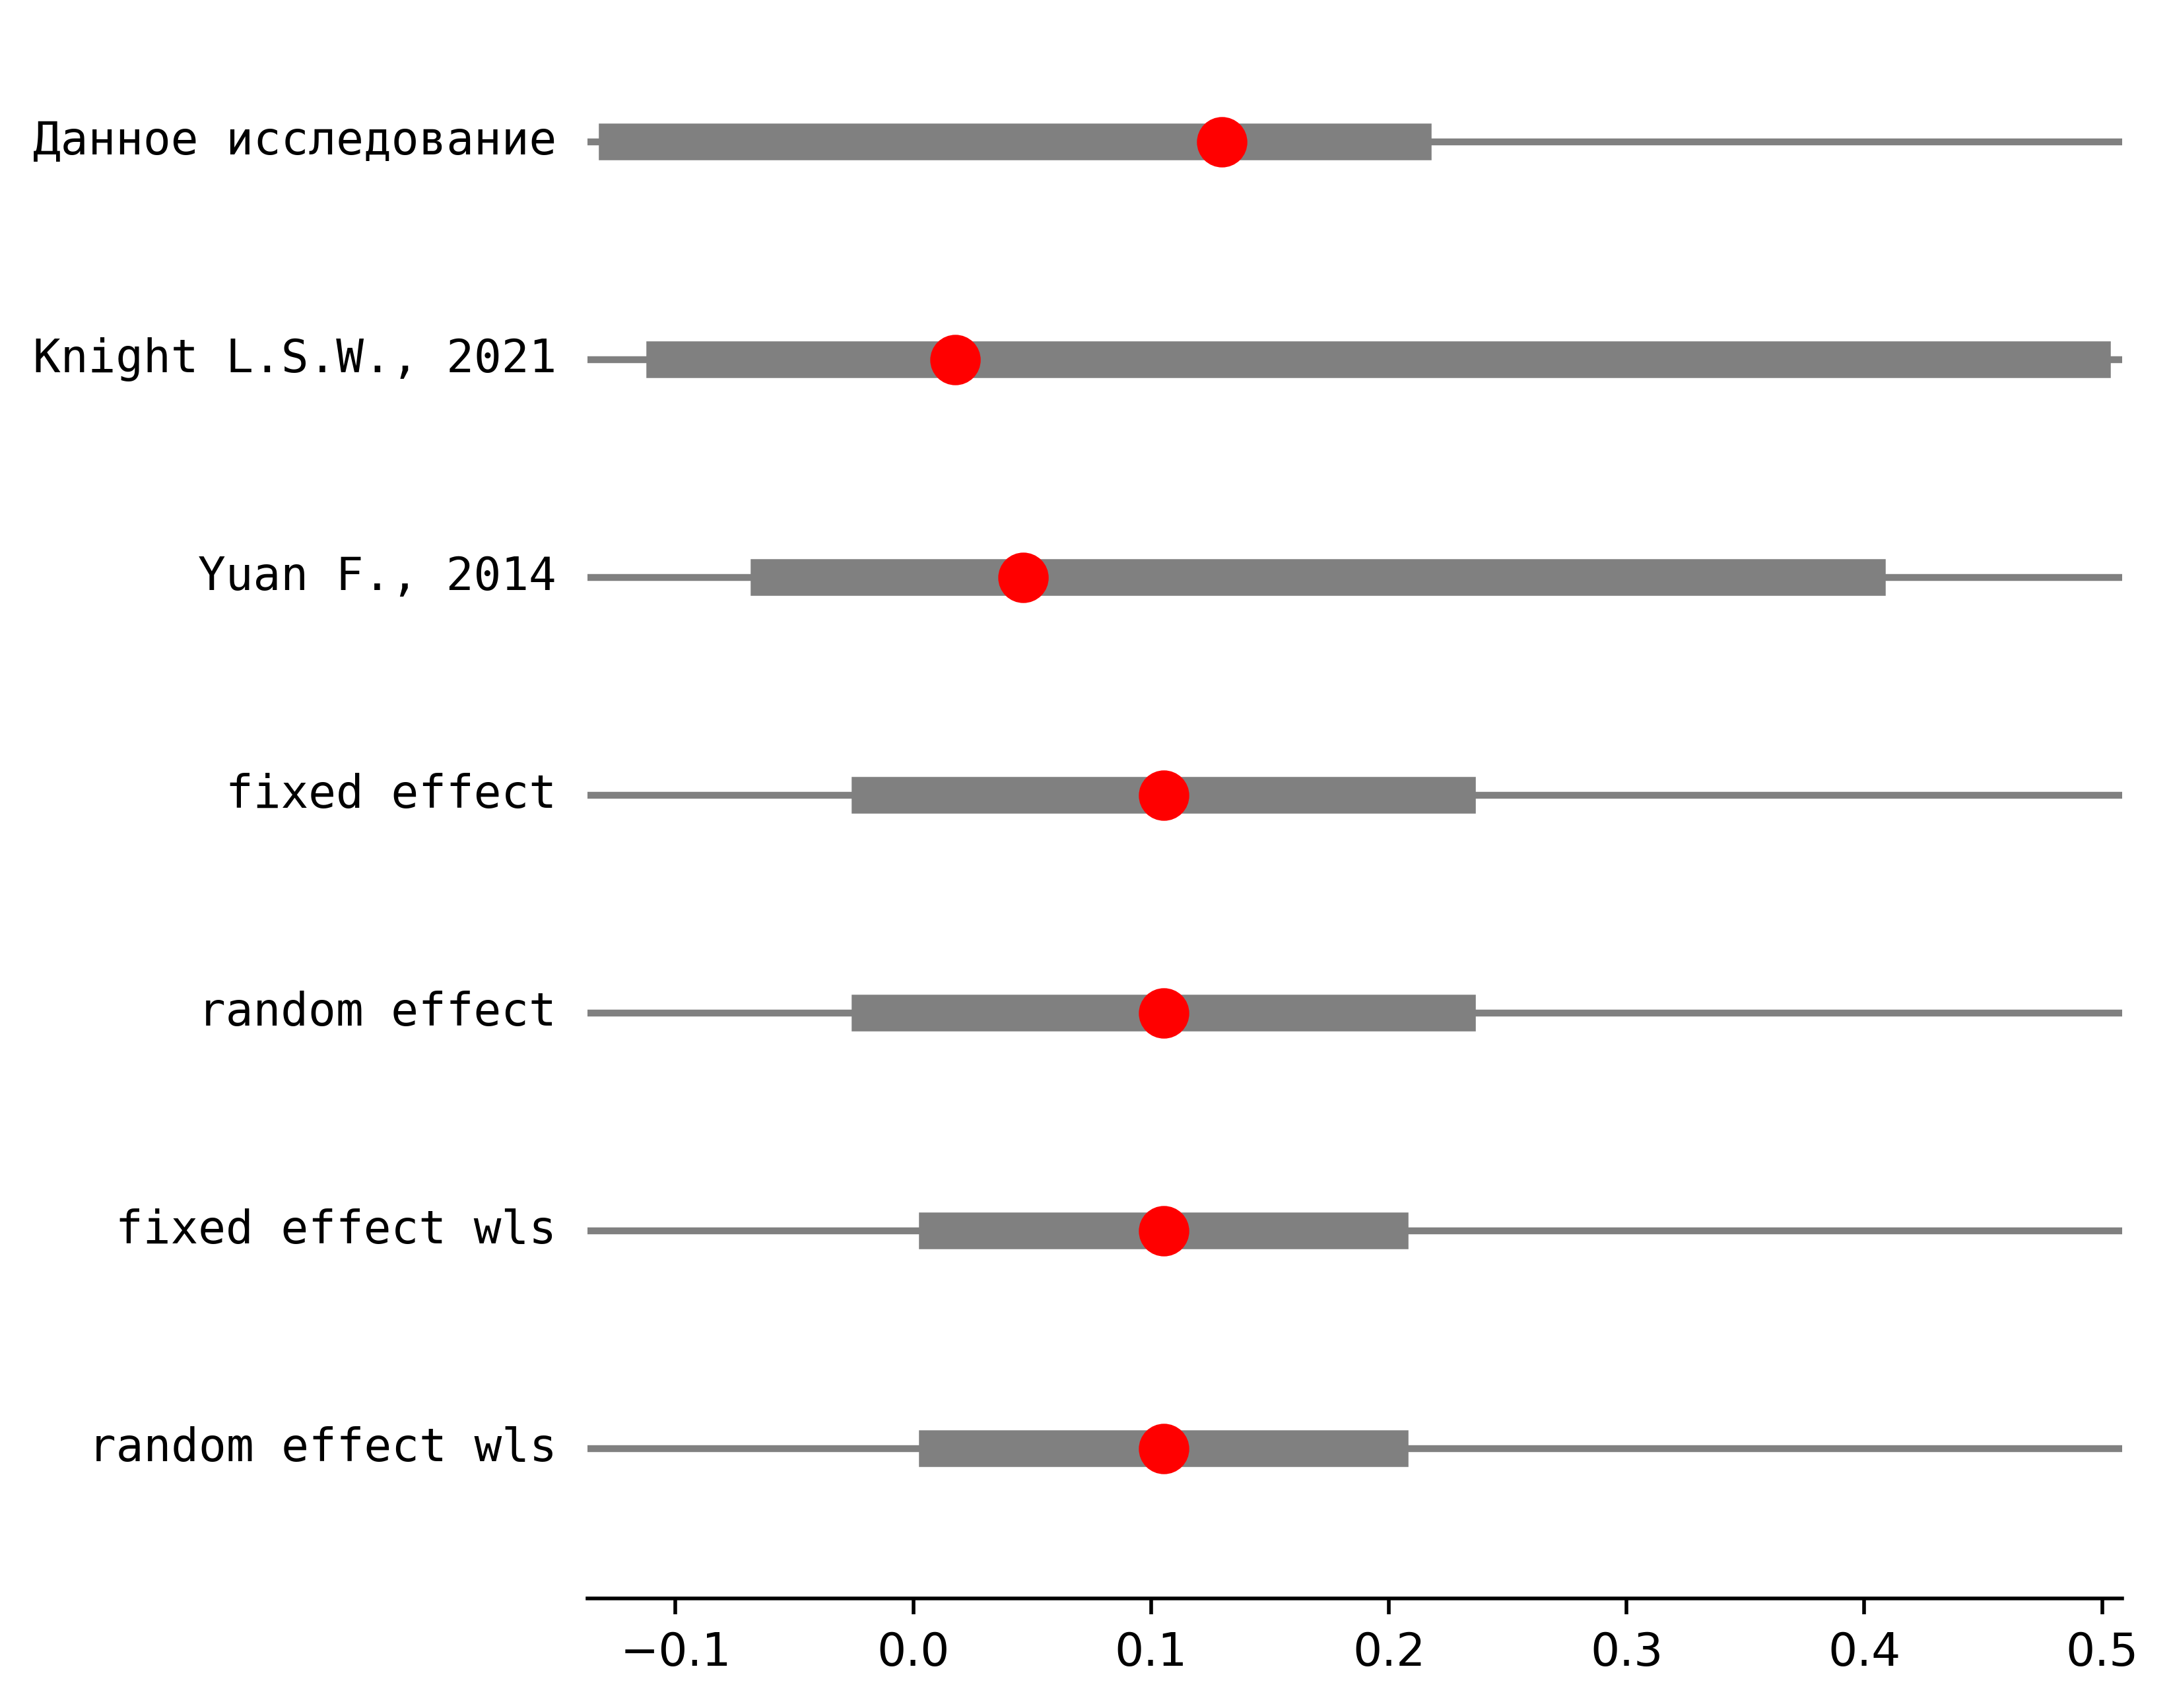 Данное исследование
Knight L.S.W., 2021
Yuan F., 2014
fixed effect
random effect
fixed effect wls
random effect wls
−0.1 0.0 0.1 0.2 0.3 0.4 0.5